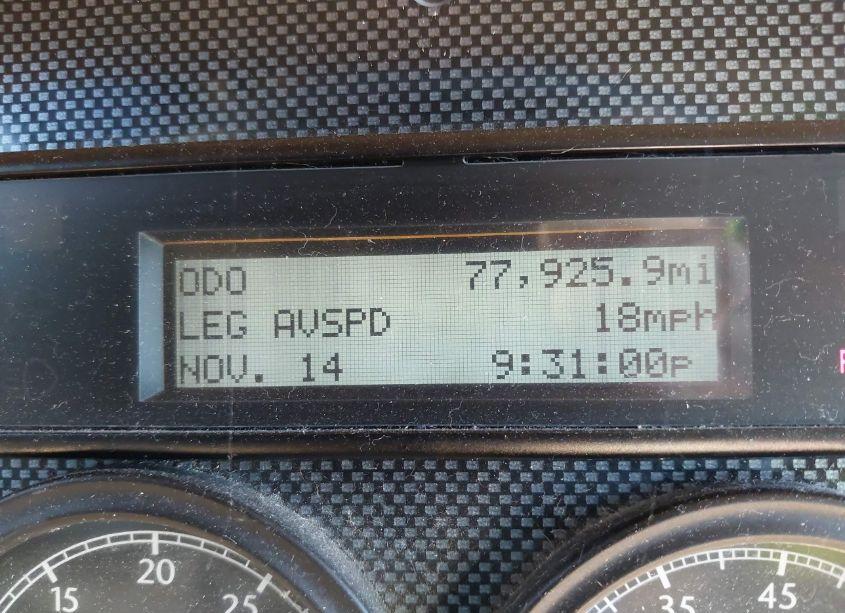 ODO 77,925.9mi
LEG AVSPD 18mph
NOV. 14 9:31:00p
15 20 25
35 45